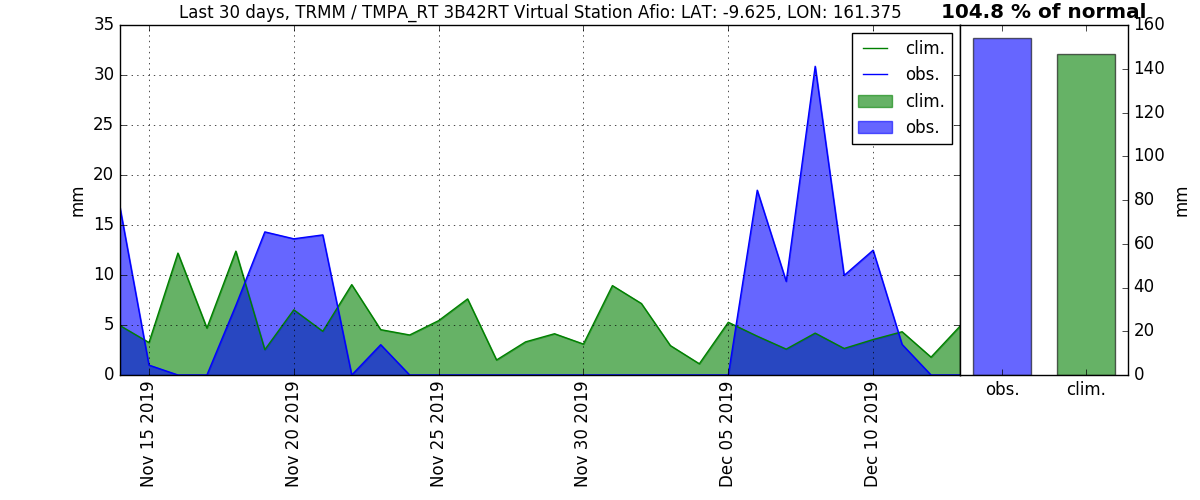 Last 30 days, TRMM / TMPA_RT 3B42RT Virtual Station Afio: LAT: -9.625, LON: 161.375
104.8 % of normal
35
30
25
20
15
10
5
0
mm
clim.
obs.
clim.
obs.
Nov 15 2019
Nov 20 2019
Nov 25 2019
Nov 30 2019
Dec 05 2019
Dec 10 2019
160
140
120
100
80
60
40
20
0
mm
obs.
clim.